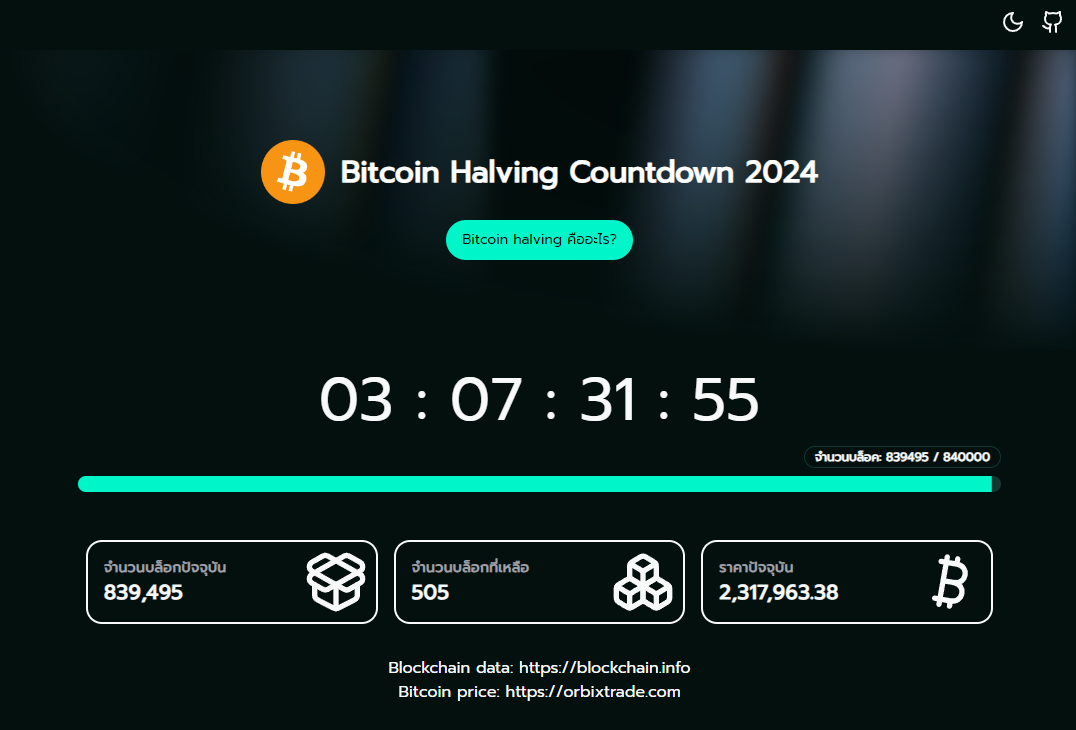 Bitcoin Halving Countdown 2024
Bitcoin halving คืออะไร?
03 : 07 : 31 : 55
จำนวนบล็อค: 839495 / 840000
จำนวนบล็อกปัจจุบัน
839,495
จำนวนบล็อกที่เหลือ
505
ราคาปัจจุบัน
2,317,963.38
Blockchain data: https://blockchain.info
Bitcoin price: https://orbixtrade.com